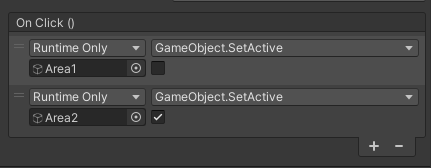 On Click ()
Runtime Only GameObject.SetActive
Area1
Runtime Only GameObject.SetActive
Area2
+ −